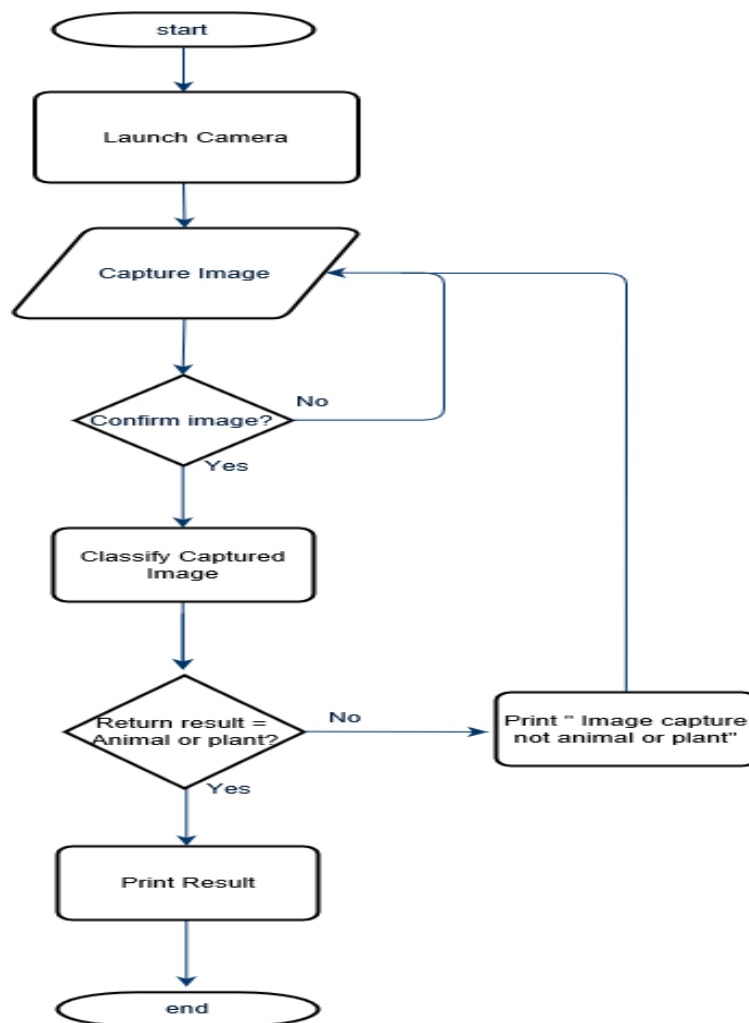 start
Launch Camera
Capture Image
Confirm image?
No
Yes
Classify Captured
Image
Return result =
Animal or plant?
No
Print " Image capture
not animal or plant"
Yes
Print Result
end